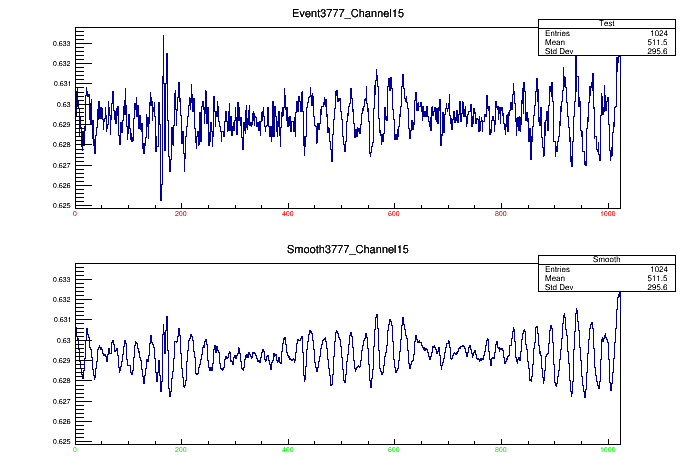 Event3777_Channel15
Test
Entries 1024
Mean 511.5
Std Dev 295.6
0.633
0.632
0.631
0.63
0.629
0.628
0.627
0.626
0.625
0 200 400 600 800 1000
Smooth3777_Channel15
Smooth
Entries 1024
Mean 511.5
Std Dev 295.6
0.633
0.632
0.631
0.63
0.629
0.628
0.627
0.626
0.625
0 200 400 600 800 1000